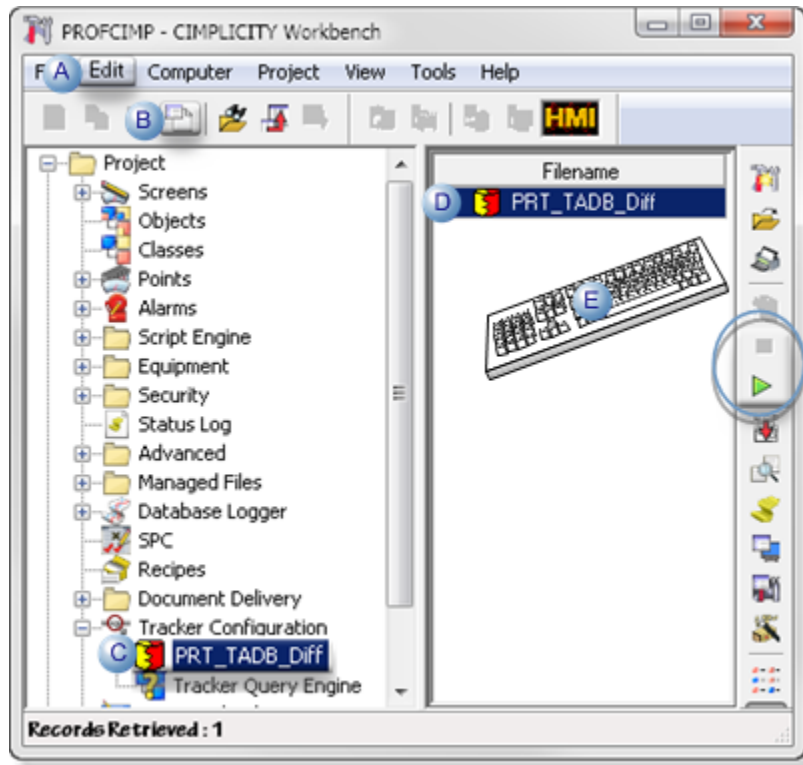 PROFCIMP - CIMPLICITY Workbench
F A Edit Computer Project View Tools Help
B HMI
Project
Screens
Objects
Classes
Points
Alarms
Script Engine
Equipment
Security
Status Log
Advanced
Managed Files
Database Logger
SPC
Recipes
Document Delivery
Tracker Configuration
C PRT_TADB_Diff
Tracker Query Engine
Filename
D PRT_TADB_Diff
E
Records Retrieved : 1